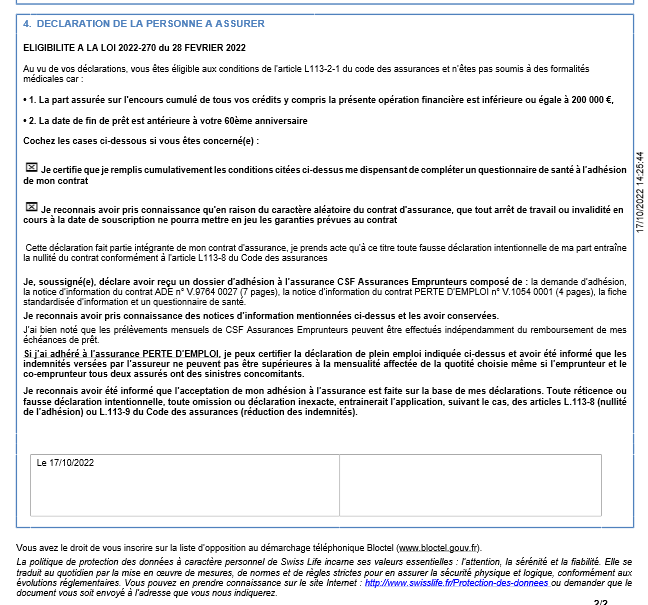 4. DECLARATION DE LA PERSONNE A ASSURER
ELIGIBILITE A LA LOI 2022-270 du 28 FEVRIER 2022
Au vu de vos déclarations, vous êtes éligible aux conditions de l'article L113-2-1 du code des assurances et n'êtes pas soumis à des formalités
médicales car :
• 1. La part assurée sur l'encours cumulé de tous vos crédits y compris la présente opération financière est inférieure ou égale à 200 000 €,
• 2. La date de fin de prêt est antérieure à votre 60ème anniversaire
Cochez les cases ci-dessous si vous êtes concerné(e) :
☒ Je certifie que je remplis cumulativement les conditions citées ci-dessus me dispensant de compléter un questionnaire de santé à l'adhésion
de mon contrat
☒ Je reconnais avoir pris connaissance qu'en raison du caractère aléatoire du contrat d'assurance, que tout arrêt de travail ou invalidité en
cours à la date de souscription ne pourra mettre en jeu les garanties prévues au contrat
Cette déclaration fait partie intégrante de mon contrat d'assurance, je prends acte qu'à ce titre toute fausse déclaration intentionnelle de ma part entraîne
la nullité du contrat conformément à l'article L113-8 du Code des assurances
Je, soussigné(e), déclare avoir reçu un dossier d'adhésion à l'assurance CSF Assurances Emprunteurs composé de : la demande d'adhésion,
la notice d'information du contrat ADE n° V.9764 0027 (7 pages), la notice d'information du contrat PERTE D'EMPLOI n° V.1054 0001 (4 pages), la fiche
standardisée d'information et un questionnaire de santé.
Je reconnais avoir pris connaissance des notices d'information mentionnées ci-dessus et les avoir conservées.
J'ai bien noté que les prélèvements mensuels de CSF Assurances Emprunteurs peuvent être effectués indépendamment du remboursement de mes
échéances de prêt.
Si j'ai adhéré à l'assurance PERTE D'EMPLOI, je peux certifier la déclaration de plein emploi indiquée ci-dessus et avoir été informé que les
indemnités versées par l'assureur ne peuvent pas être supérieures à la mensualité affectée de la quotité choisie même si l'emprunteur et le
co-emprunteur tous deux assurés ont des sinistres concomitants.
Je reconnais avoir été informé que l'acceptation de mon adhésion à l'assurance est faite sur la base de mes déclarations. Toute réticence ou
fausse déclaration intentionnelle, toute omission ou déclaration inexacte, entrainerait l'application, suivant le cas, des articles L.113-8 (nullité
de l'adhésion) ou L.113-9 du Code des assurances (réduction des indemnités).
Le 17/10/2022
17/10/2022 14:25:44
Vous avez le droit de vous inscrire sur la liste d'opposition au démarchage téléphonique Bloctel (www.bloctel.gouv.fr).
La politique de protection des données à caractère personnel de Swiss Life incarne ses valeurs essentielles : l'attention, la sérénité et la fiabilité. Elle se
traduit au quotidien par la mise en œuvre de mesures, de normes et de règles strictes pour en assurer la sécurité physique et logique, conformément aux
évolutions réglementaires. Vous pouvez en prendre connaissance sur le site Internet : http://www.swisslife.fr/Protection-des-donnees ou demander que le
document vous soit envoyé à l'adresse que vous nous indiquerez.
2/2